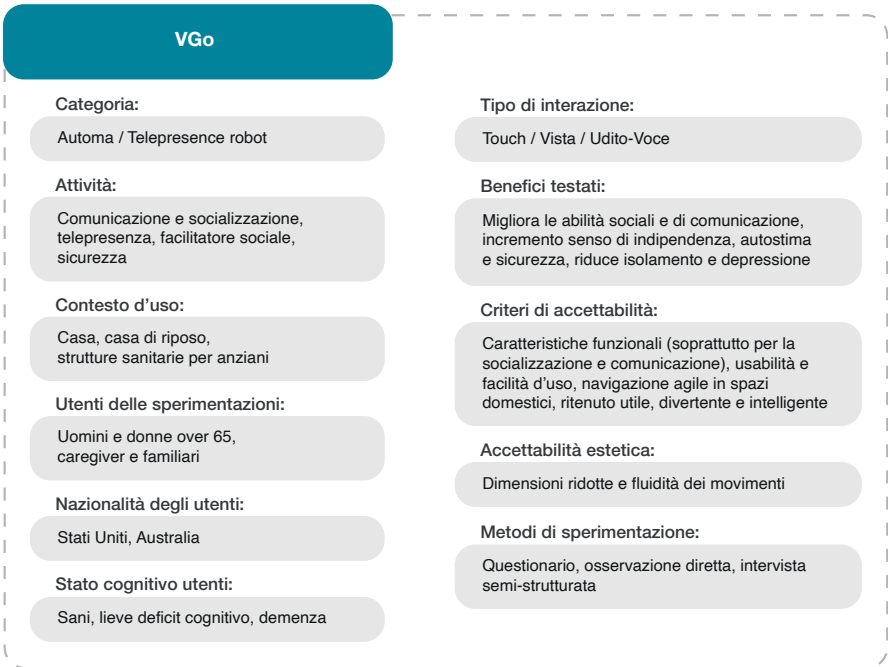 VGo
Categoria:
Automa / Telepresence robot
Attività:
Comunicazione e socializzazione,
telepresenza, facilitatore sociale,
sicurezza
Contesto d’uso:
Casa, casa di riposo,
strutture sanitarie per anziani
Utenti delle sperimentazioni:
Uomini e donne over 65,
caregiver e familiari
Nazionalità degli utenti:
Stati Uniti, Australia
Stato cognitivo utenti:
Sani, lieve deficit cognitivo, demenza
Tipo di interazione:
Touch / Vista / Udito-Voce
Benefici testati:
Migliora le abilità sociali e di comunicazione,
incremento senso di indipendenza, autostima
e sicurezza, riduce isolamento e depressione
Criteri di accettabilità:
Caratteristiche funzionali (soprattutto per la
socializzazione e comunicazione), usabilità e
facilità d’uso, navigazione agile in spazi
domestici, ritenuto utile, divertente e intelligente
Accettabilità estetica:
Dimensioni ridotte e fluidità dei movimenti
Metodi di sperimentazione:
Questionario, osservazione diretta, intervista
semi-strutturata